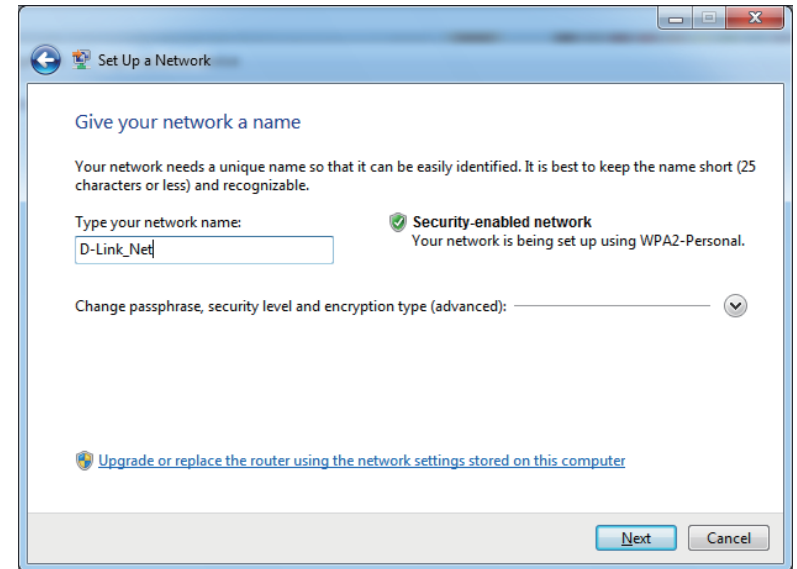 Set Up a Network
Give your network a name
Your network needs a unique name so that it can be easily identified. It is best to keep the name short (25
characters or less) and recognizable.
Type your network name:
D-Link_Net
Security-enabled network
Your network is being set up using WPA2-Personal.
Change passphrase, security level and encryption type (advanced):
Upgrade or replace the router using the network settings stored on this computer
Next
Cancel